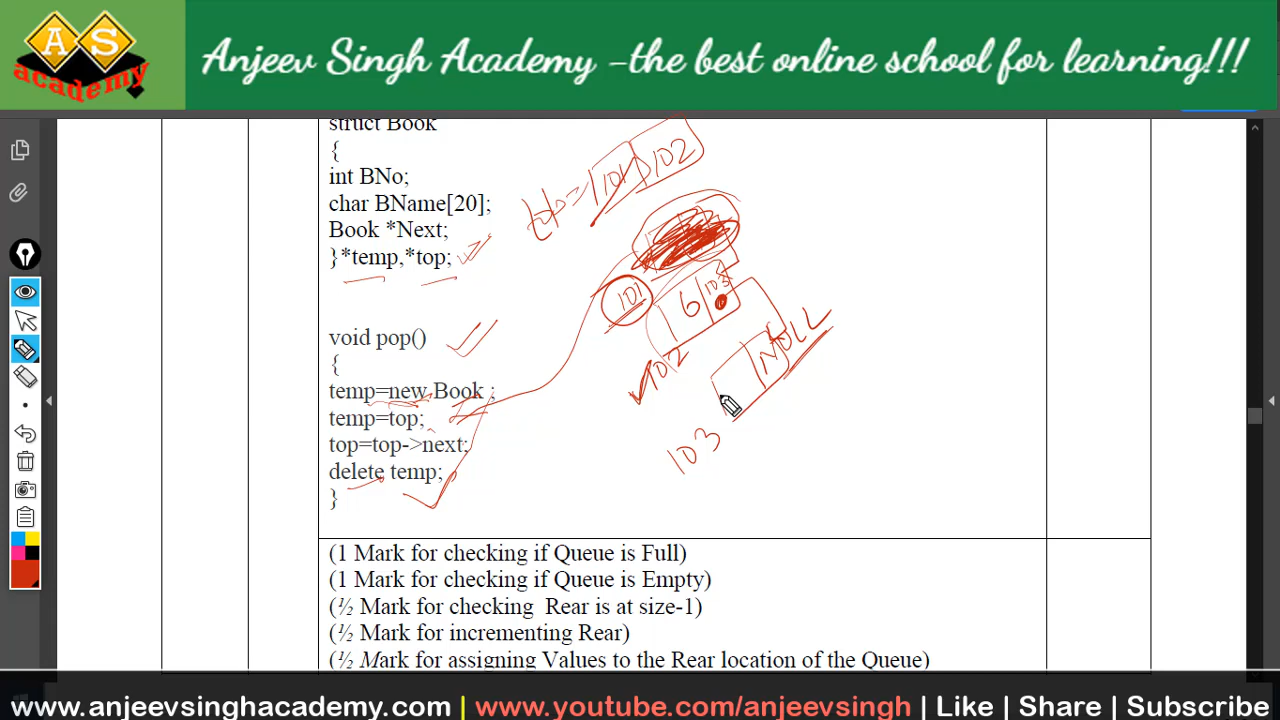 A S
academy
Anjeev Singh Academy -the best online school for learning!!!
struct Book
{
int BNo;
char BName[20];
Book *Next;
}*temp,*top;
void pop()
{
temp=new Book ;
temp=top;
top=top->next;
delete temp;
}
top=101 102
101
6 103
102
NULL
103
(1 Mark for checking if Queue is Full)
(1 Mark for checking if Queue is Empty)
(½ Mark for checking Rear is at size-1)
(½ Mark for incrementing Rear)
(½ Mark for assigning Values to the Rear location of the Queue)
www.anjeevsinghacademy.com | www.youtube.com/anjeevsingh | Like | Share | Subscribe